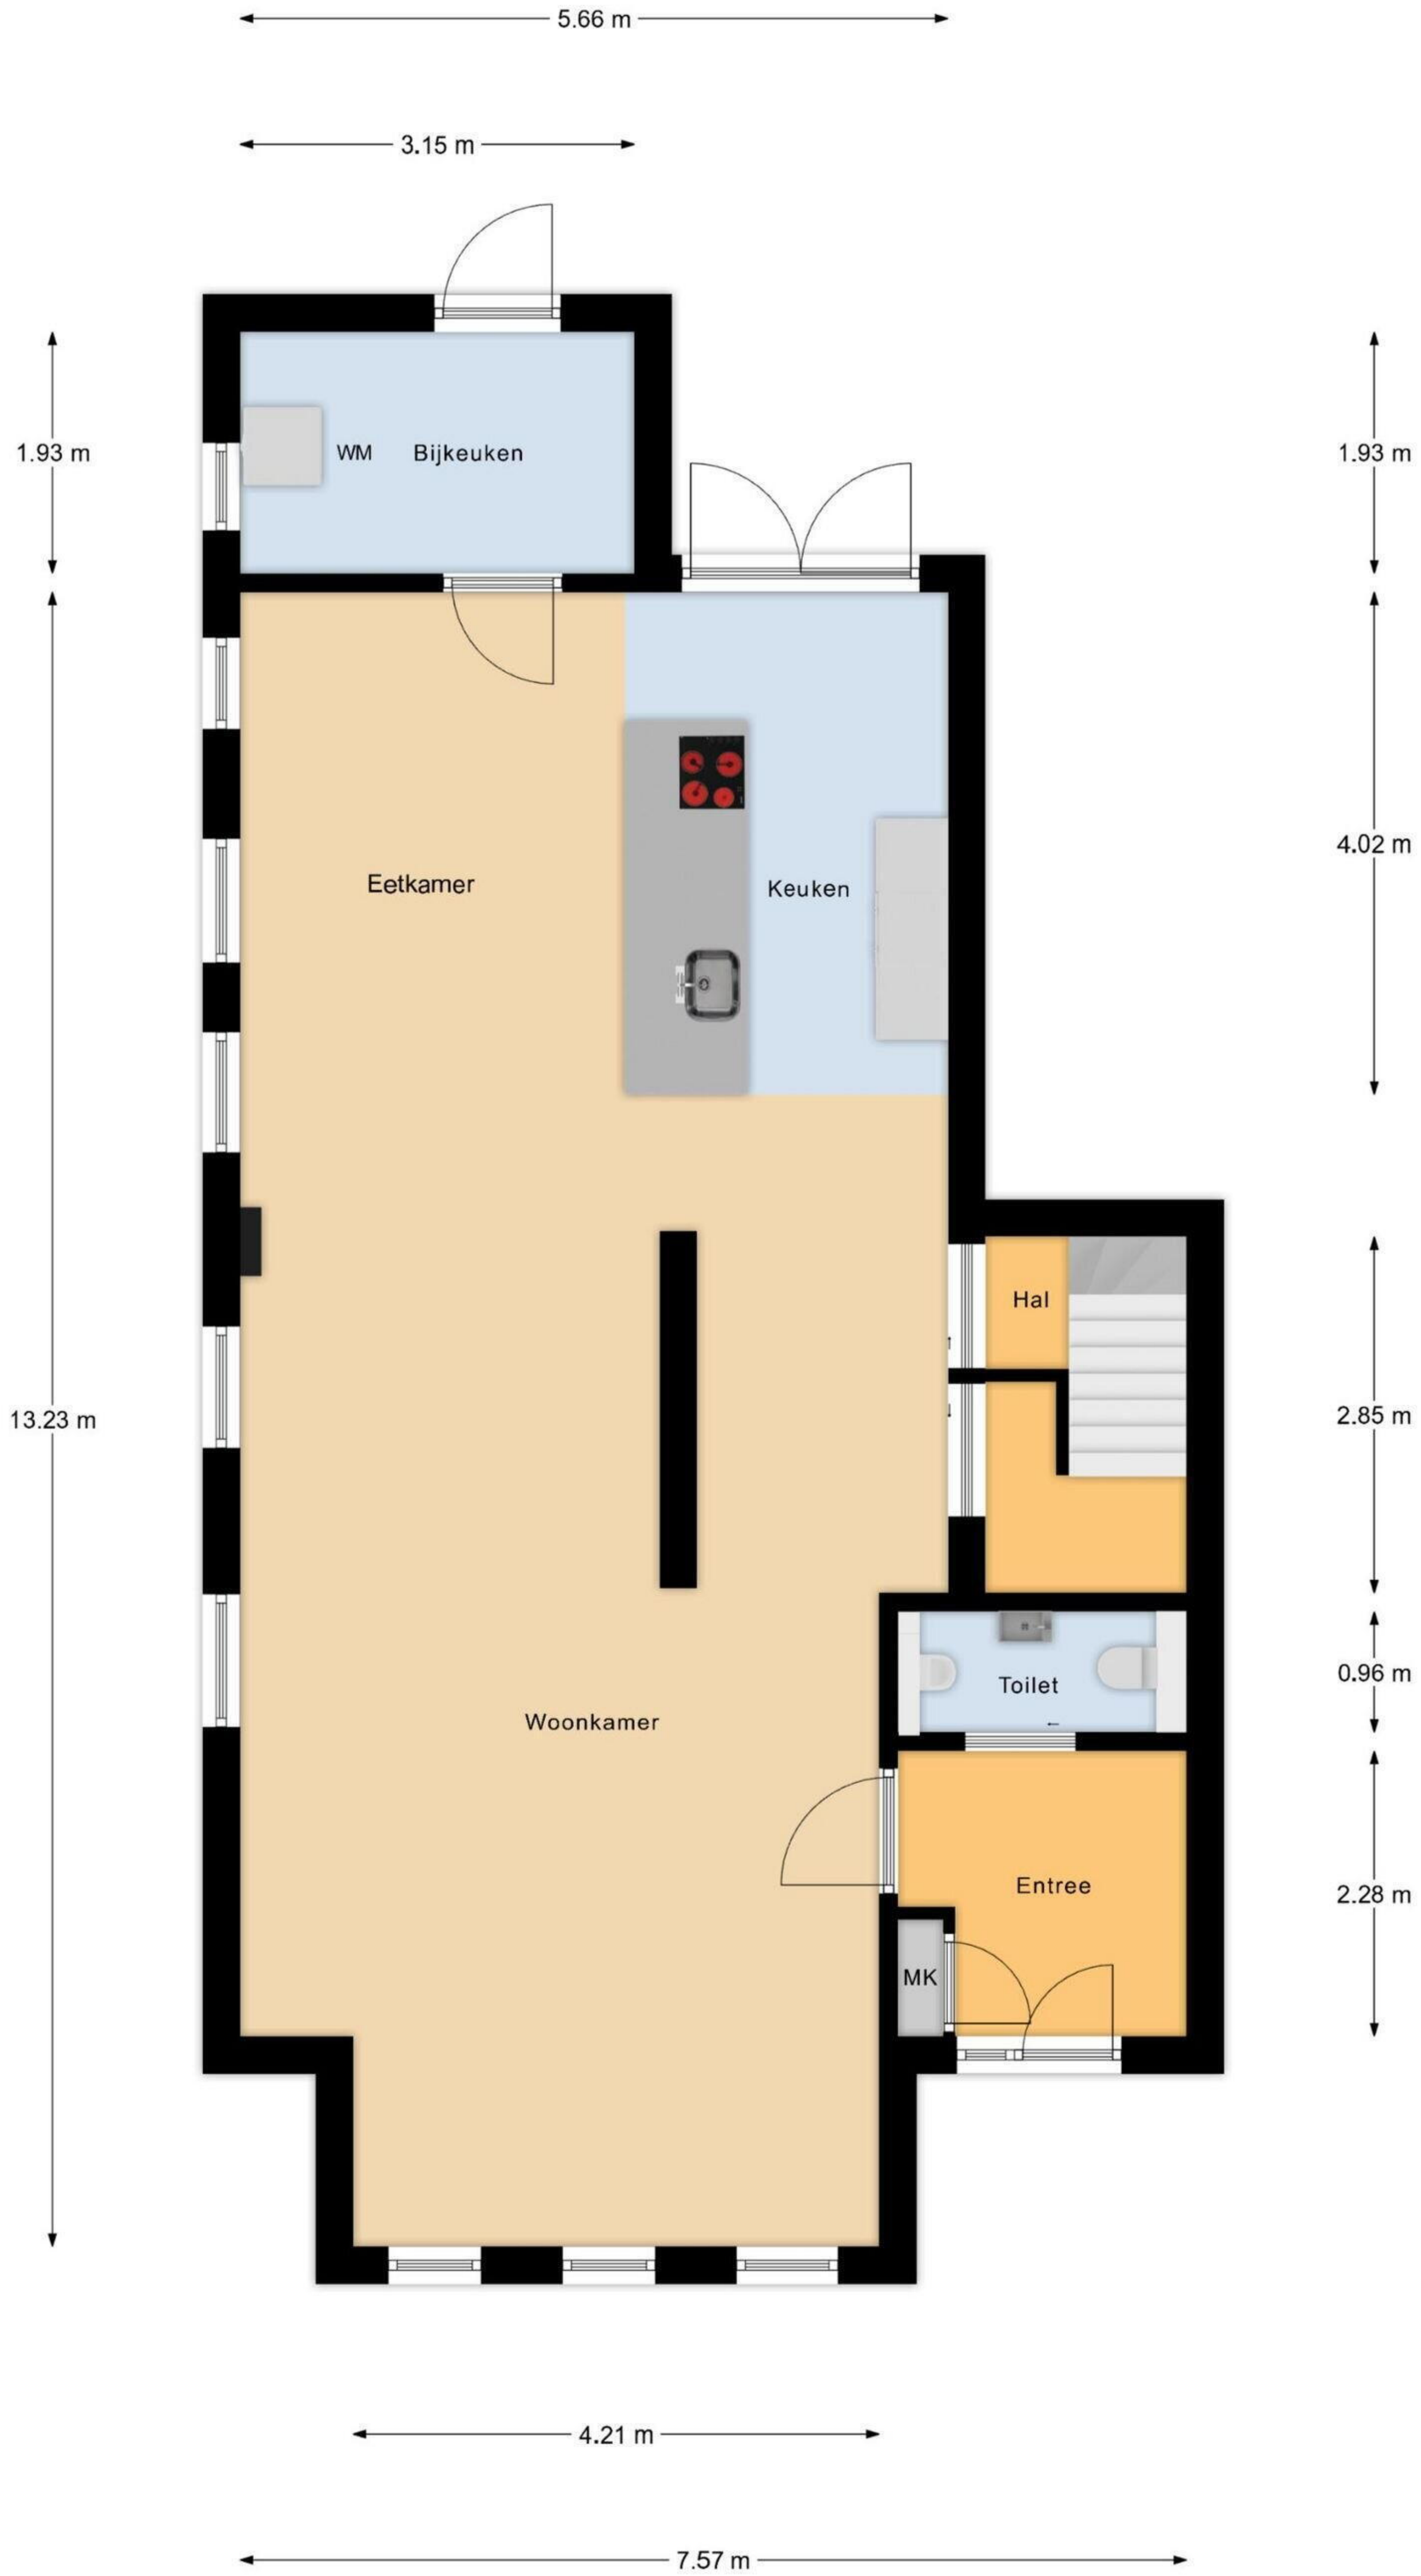 5.66 m
3.15 m
1.93 m
WM Bijkeuken
1.93 m
4.02 m
Eetkamer
Keuken
Hal
13.23 m
2.85 m
0.96 m
Toilet
Woonkamer
Entree
2.28 m
MK
4.21 m
7.57 m